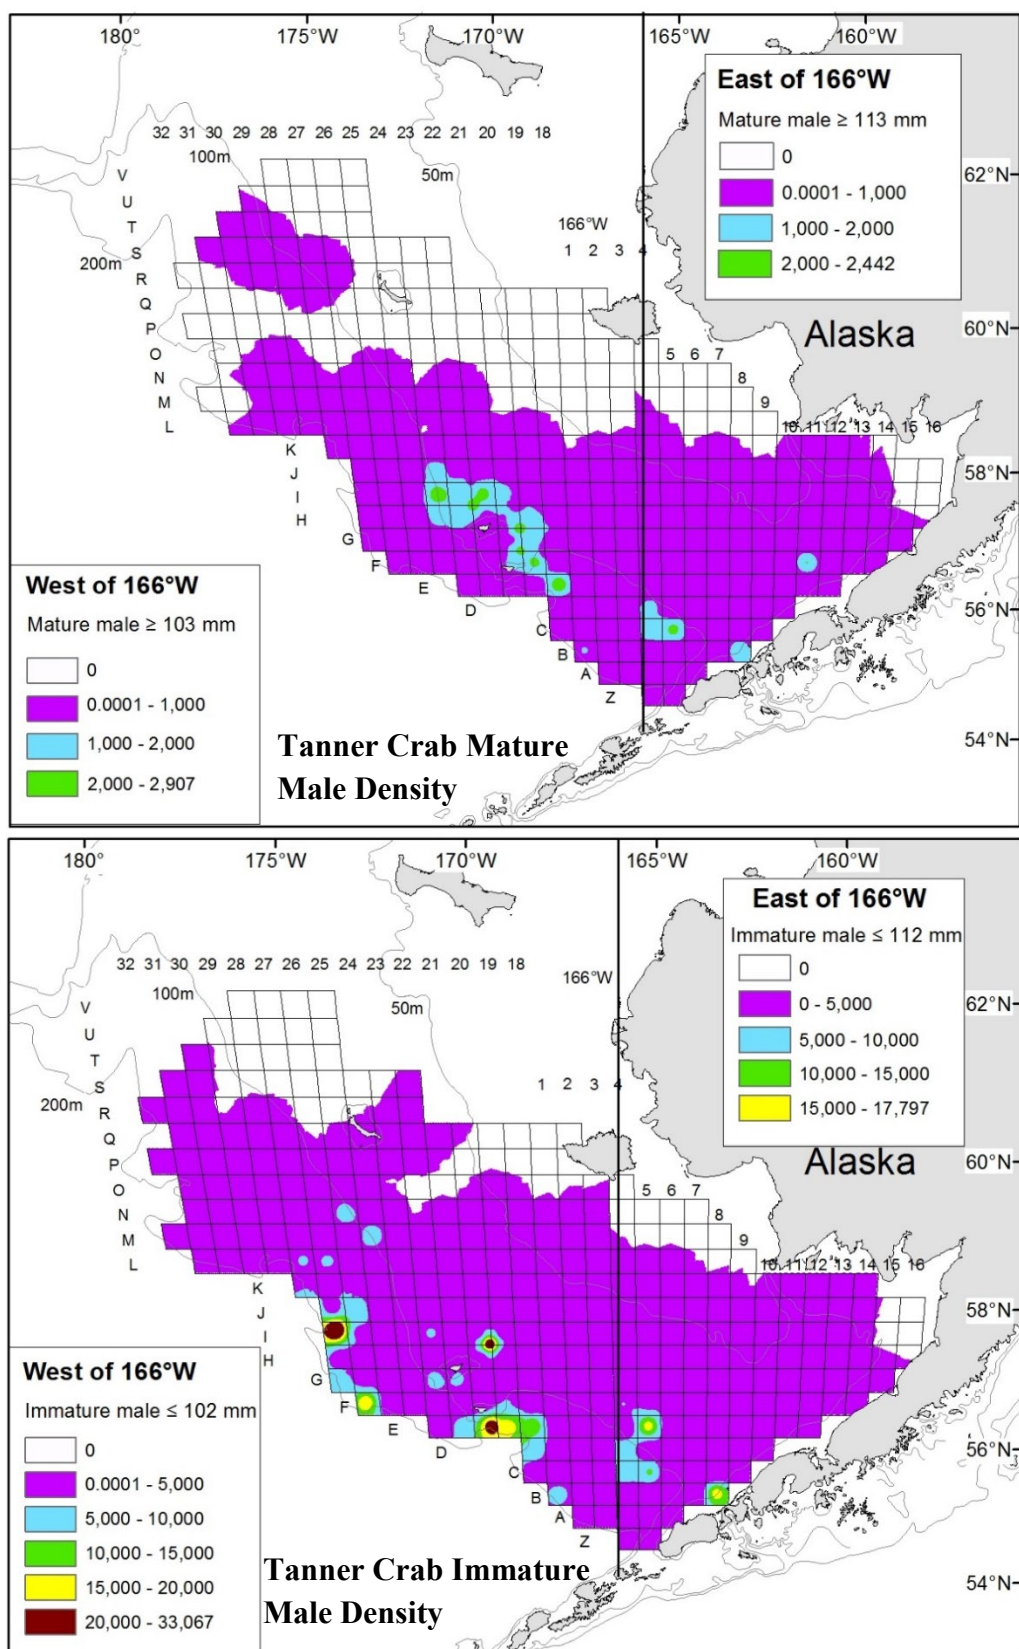 180° 175°W 170°W 165°W 160°W
East of 166°W
Mature male ≥ 113 mm
0
0.0001 - 1,000
1,000 - 2,000
2,000 - 2,442
32 31 30 29 28 27 26 25 24 23 22 21 20 19 18
100m
50m
62°N
V
U
T
S
R
Q
P
O
N
M
L
200m
166°W
1 2 3 4
60°N
Alaska
5 6 7
8
9
10 11 12 13 14 15 16
58°N
K
J
I
H
G
F
E
D
C
B
A
Z
56°N
54°N
West of 166°W
Mature male ≥ 103 mm
0
0.0001 - 1,000
1,000 - 2,000
2,000 - 2,907
Tanner Crab Mature
Male Density
180° 175°W 170°W 165°W 160°W
East of 166°W
Immature male ≤ 112 mm
0
0 - 5,000
5,000 - 10,000
10,000 - 15,000
15,000 - 17,797
32 31 30 29 28 27 26 25 24 23 22 21 20 19 18
100m
50m
166°W
62°N
V
U
T
S
R
Q
P
O
N
M
L
200m
1 2 3 4
60°N
Alaska
5 6 7
8
9
10 11 12 13 14 15 16
58°N
K
J
I
H
G
F
E
D
C
B
A
Z
56°N
54°N
West of 166°W
Immature male ≤ 102 mm
0
0.0001 - 5,000
5,000 - 10,000
10,000 - 15,000
15,000 - 20,000
20,000 - 33,067
Tanner Crab Immature
Male Density